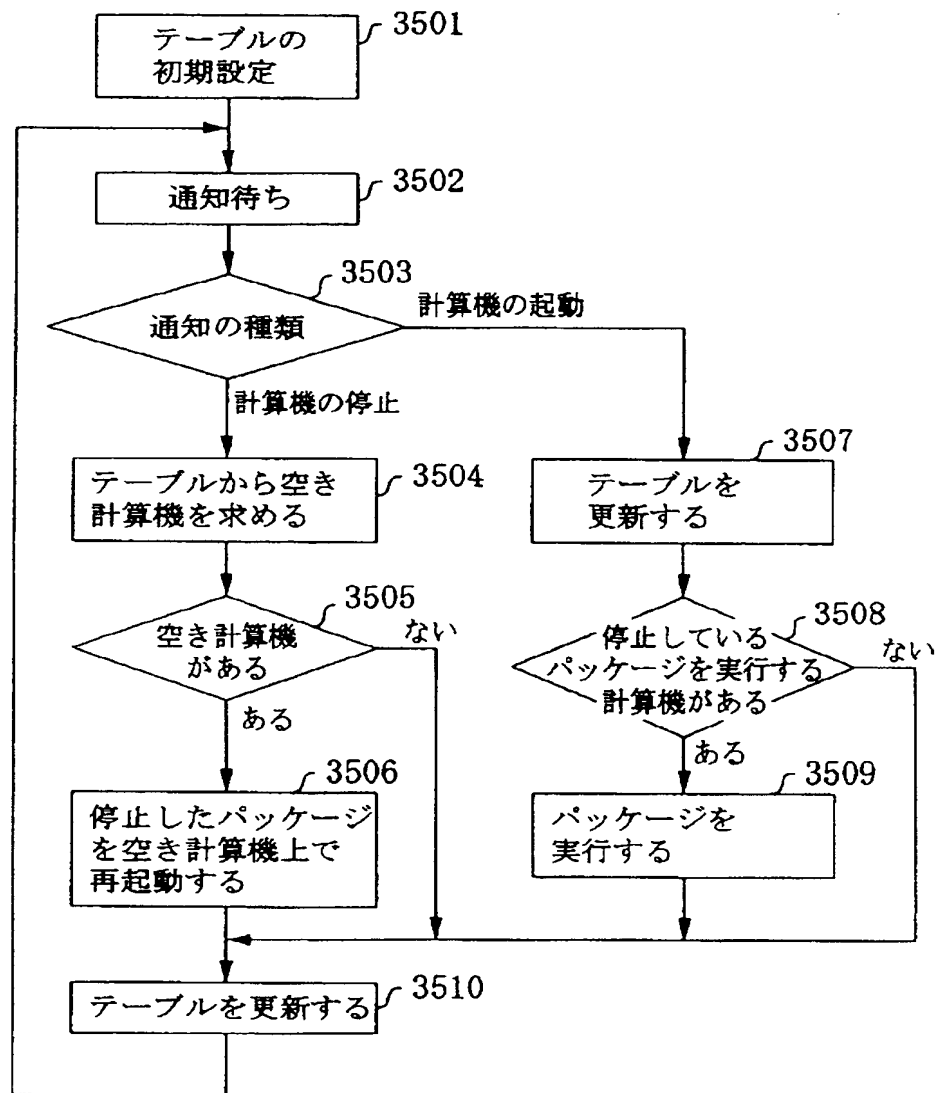 テーブルの
初期設定
3501
通知待ち
3502
3503
通知の種類
計算機の起動
計算機の停止
テーブルから空き
計算機を求める
3504
3507
テーブルを
更新する
3505
空き計算機
がある
ない
ある
3508
停止している
パッケージを実行する
計算機がある
ない
ある
3506
停止したパッケージ
を空き計算機上で
再起動する
3509
パッケージを
実行する
テーブルを更新する
3510